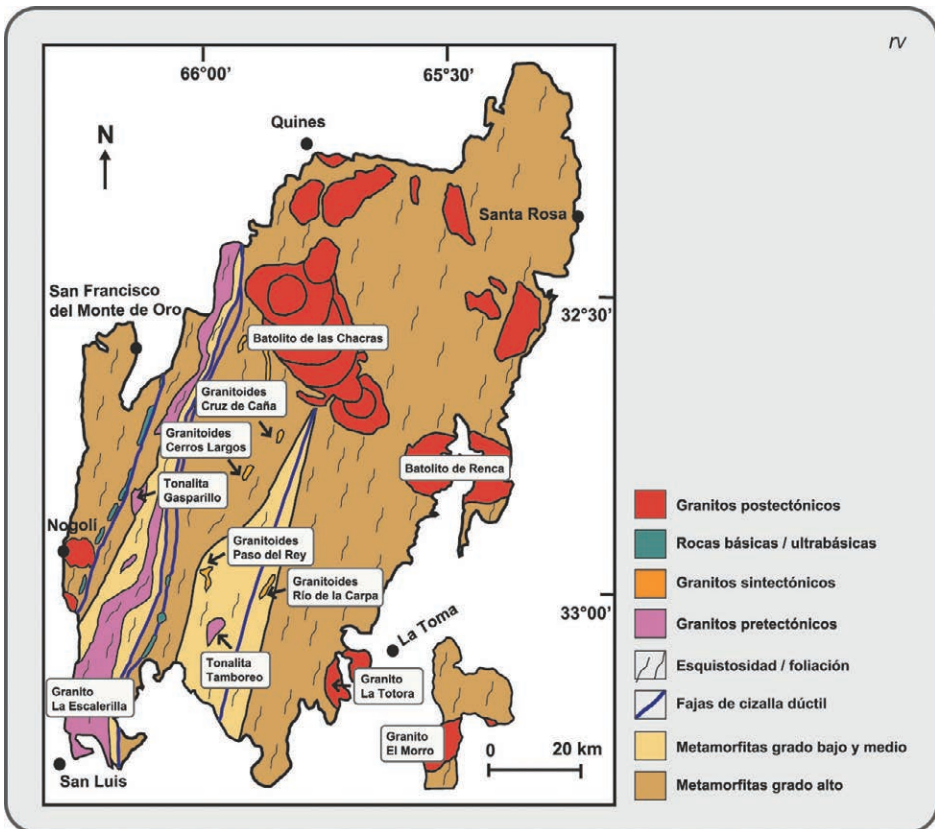 rv
66°00'
65°30'
Quines
N
Santa Rosa
San Francisco
del Monte de Oro
32°30'
Batolito de las Chacras
Granitoides
Cruz de Caña
Granitoides
Cerros Largos
Batolito de Renca
Tonalita
Gasparillo
Nogolí
Granitoides
Paso del Rey
Granitoides
Río de la Carpa
33°00'
La Toma
Tonalita
Tamboreo
Granito
La Totora
Granito
La Escalerilla
Granito
El Morro
0 20 km
San Luis
Granitos postectónicos
Rocas básicas / ultrabásicas
Granitos sintectónicos
Granitos pretectónicos
Esquistosidad / foliación
Fajas de cizalla dúctil
Metamorfitas grado bajo y medio
Metamorfitas grado alto